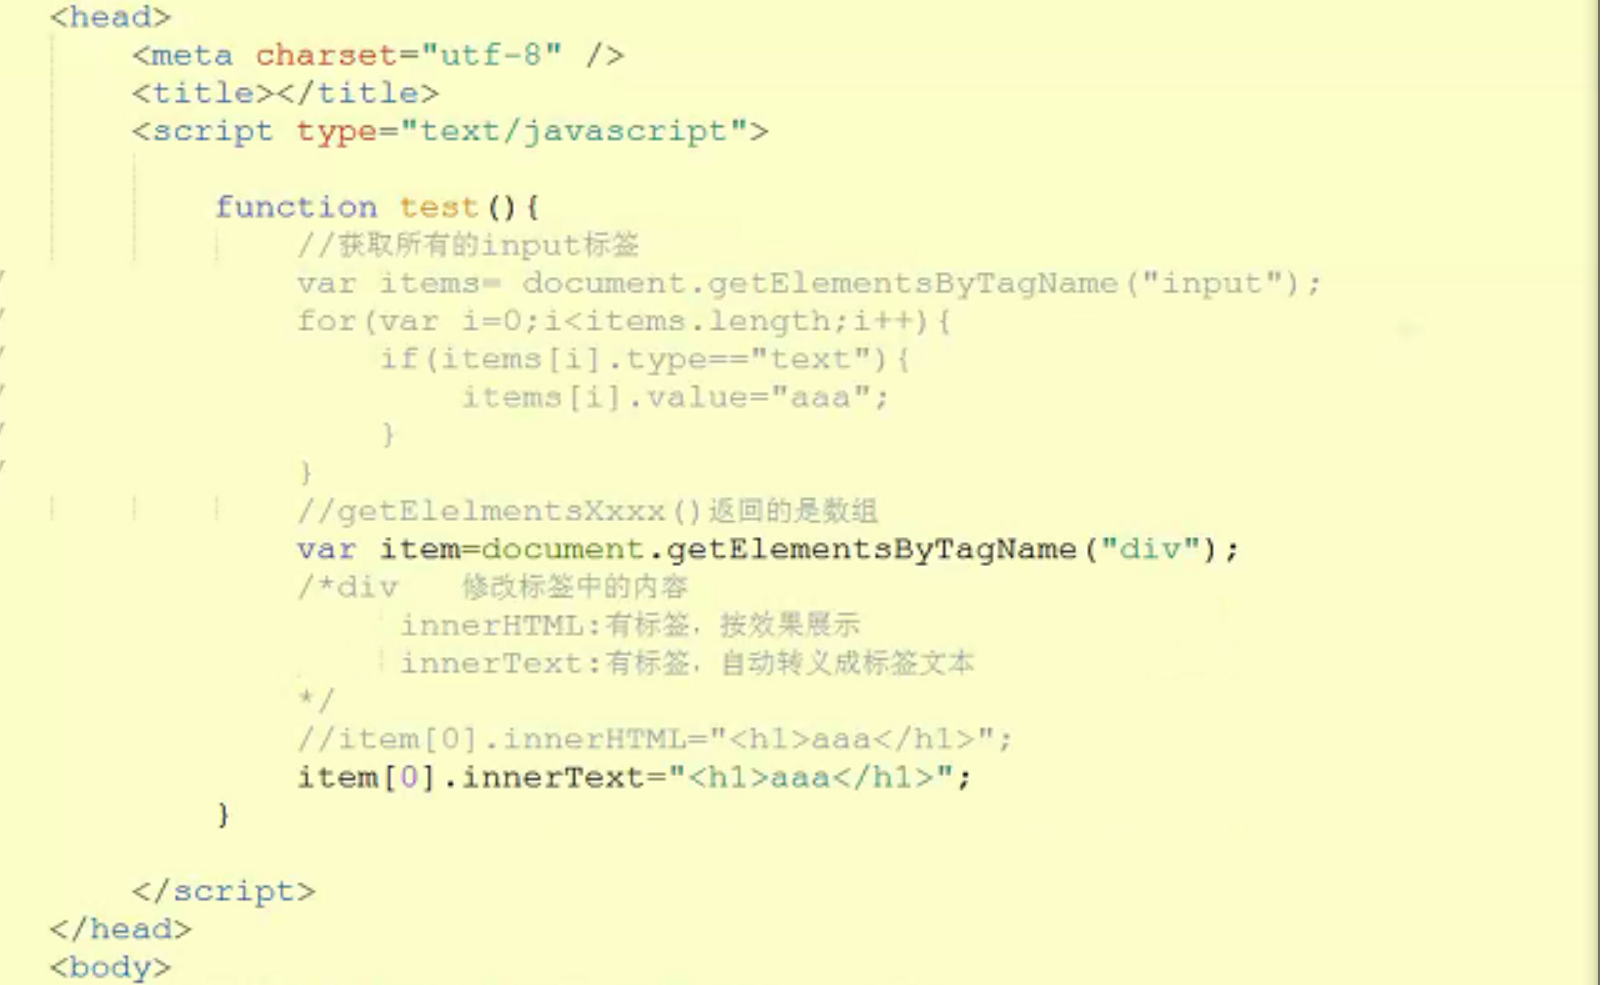 <head>
<meta charset="utf-8" />
<title></title>
<script type="text/javascript">
function test(){
//获取所有的input标签
var items= document.getElementsByTagName("input");
for(var i=0;i<items.length;i++){
if(items[i].type=="text"){
items[i].value="aaa";
}
}
//getElelmentsXxxx()返回的是数组
var item=document.getElementsByTagName("div");
/*div 修改标签中的内容
innerHTML:有标签，按效果展示
innerText:有标签，自动转义成标签文本
*/
//item[0].innerHTML="<h1>aaa</h1>";
item[0].innerText="<h1>aaa</h1>";
}
</script>
</head>
<body>